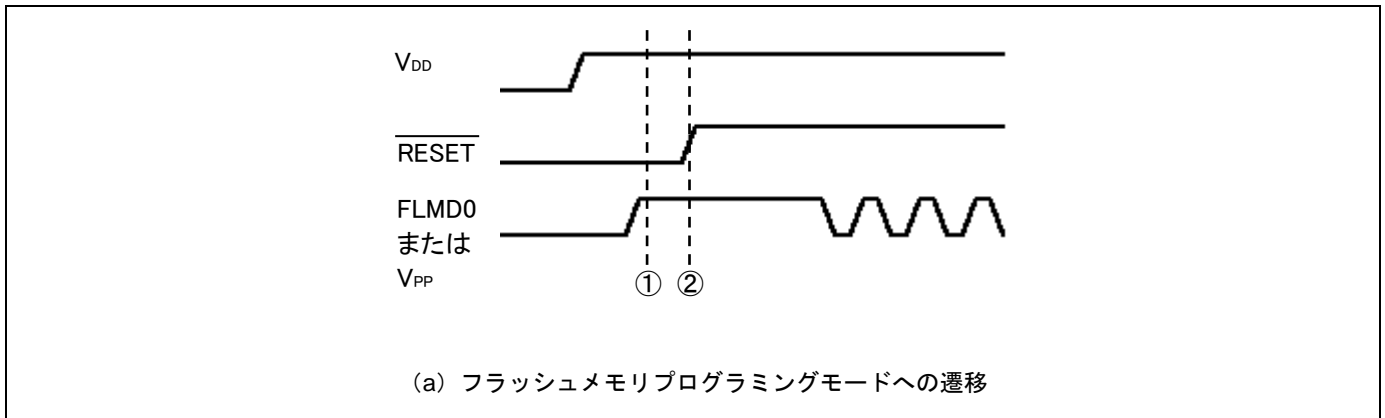 VDD
RESET
FLMD0
または
VPP
① ②
(a) フラッシュメモリプログラミングモードへの遷移